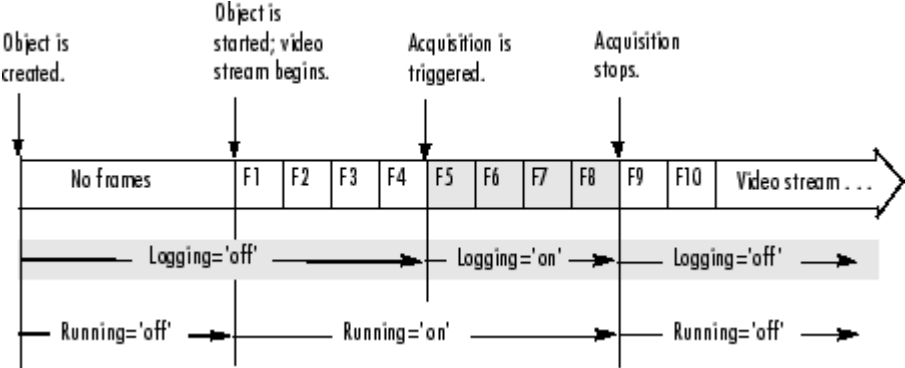 Object is
created.
Object is
started; video
stream begins.
Acquisition is
triggered.
Acquisition
stops.
No frames
F1
F2
F3
F4
F5
F6
F7
F8
F9
F10
Video stream . . .
Logging='off'
Logging='on'
Logging='off'
Running='off'
Running='on'
Running='off'